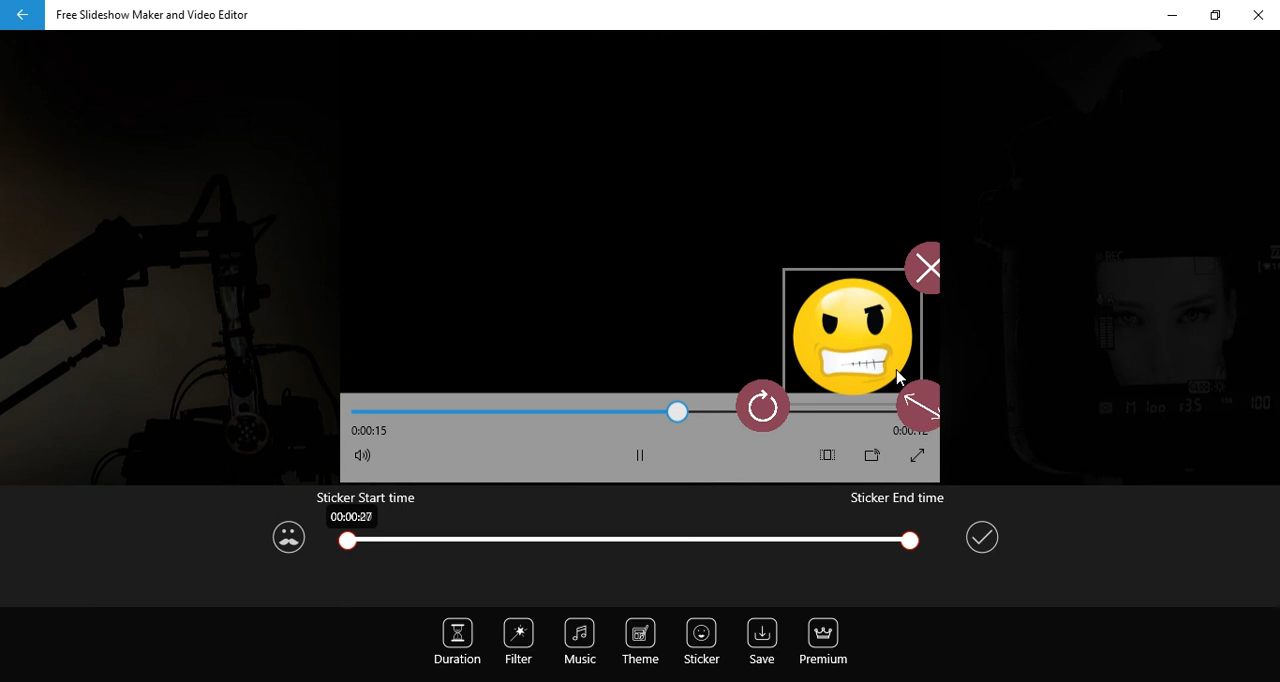 Free Slideshow Maker and Video Editor
0:00:15
Sticker Start time
Sticker End time
00:00:27
Duration
Filter
Music
Theme
Sticker
Save
Premium